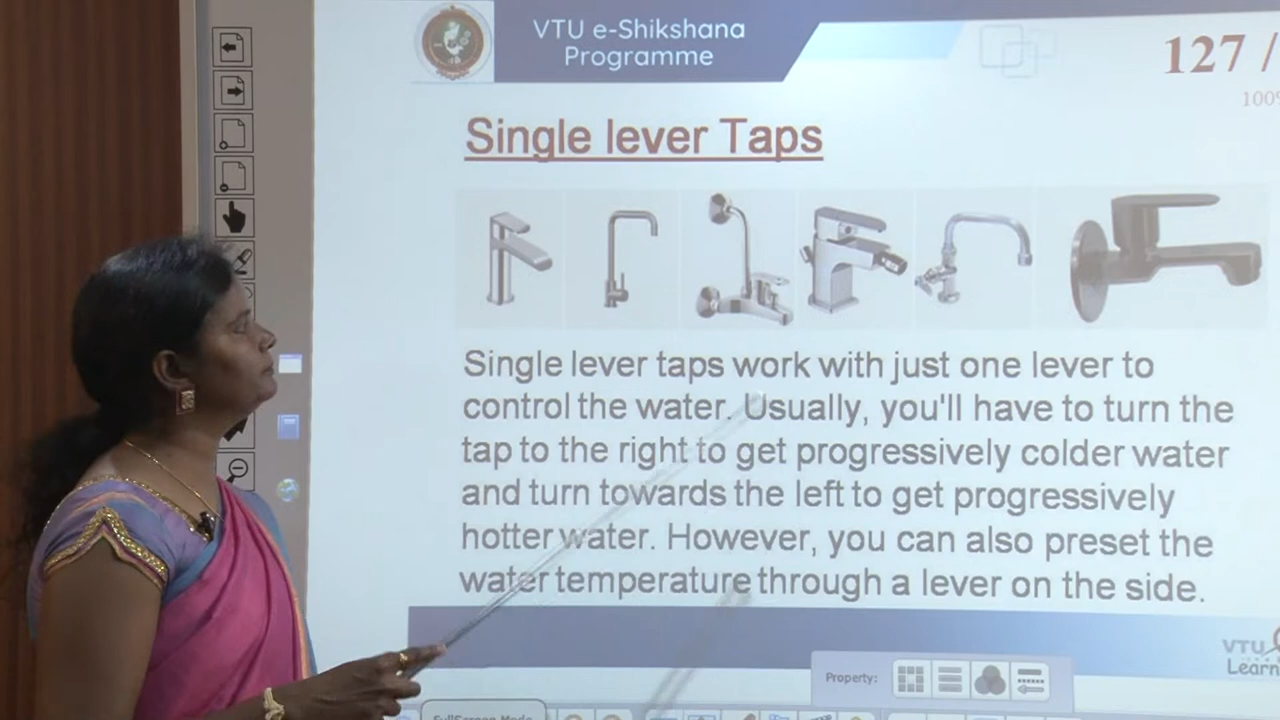 VTU e-Shikshana
Programme
127 /
100%
Single lever Taps
Single lever taps work with just one lever to
control the water. Usually, you'll have to turn the
tap to the right to get progressively colder water
and turn towards the left to get progressively
hotter water. However, you can also preset the
water temperature through a lever on the side.
VTU
Learn
Property:
FullScreen Mode